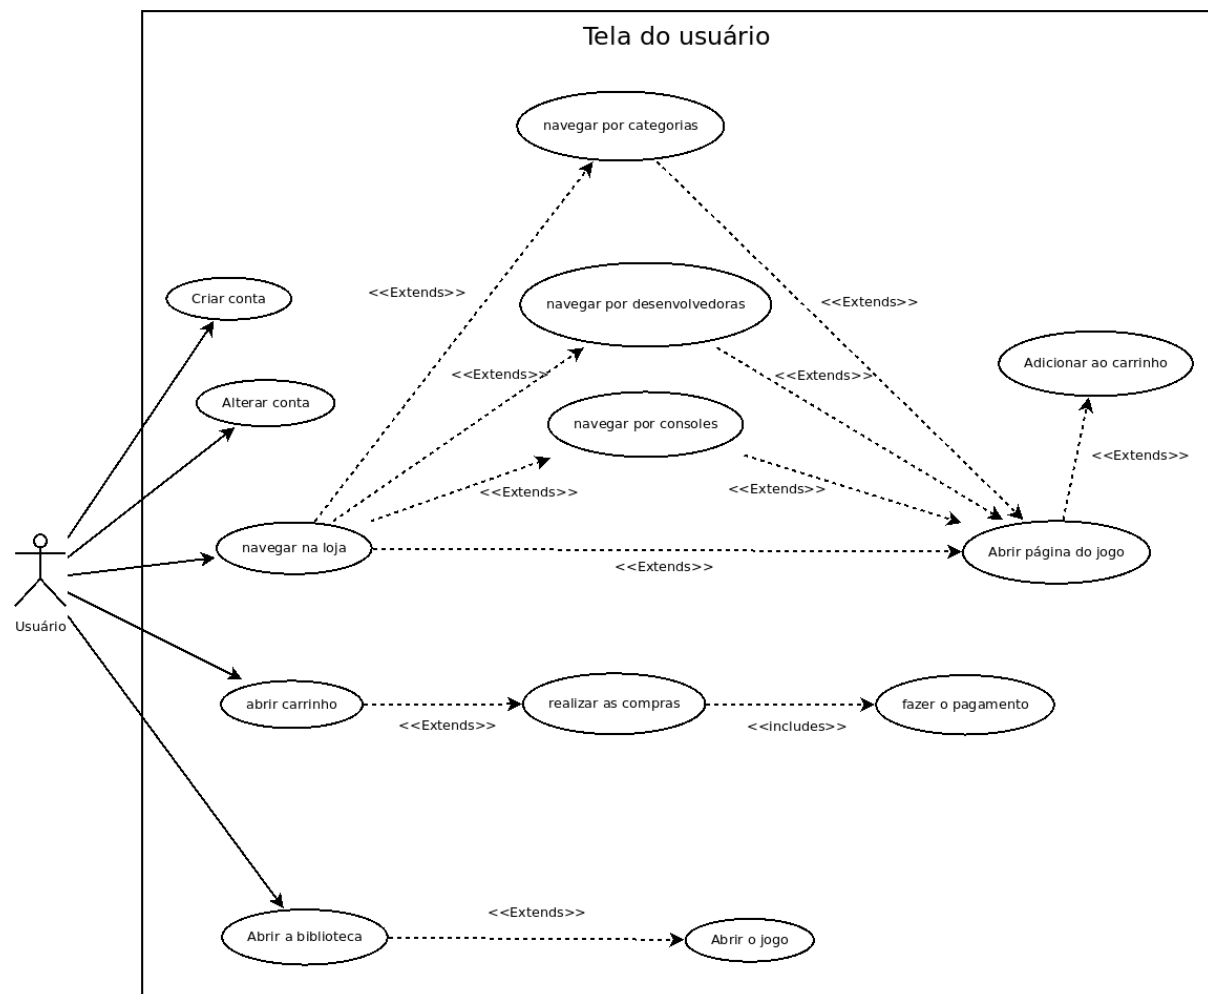 Tela do usuário
navegar por categorias
<<Extends>>
Criar conta
navegar por desenvolvedoras
<<Extends>>
<<Extends>>
<<Extends>>
Adicionar ao carrinho
Alterar conta
navegar por consoles
<<Extends>>
<<Extends>>
<<Extends>>
navegar na loja
Abrir página do jogo
<<Extends>>
Usuário
abrir carrinho
realizar as compras
fazer o pagamento
<<Extends>>
<<includes>>
<<Extends>>
Abrir a biblioteca
Abrir o jogo